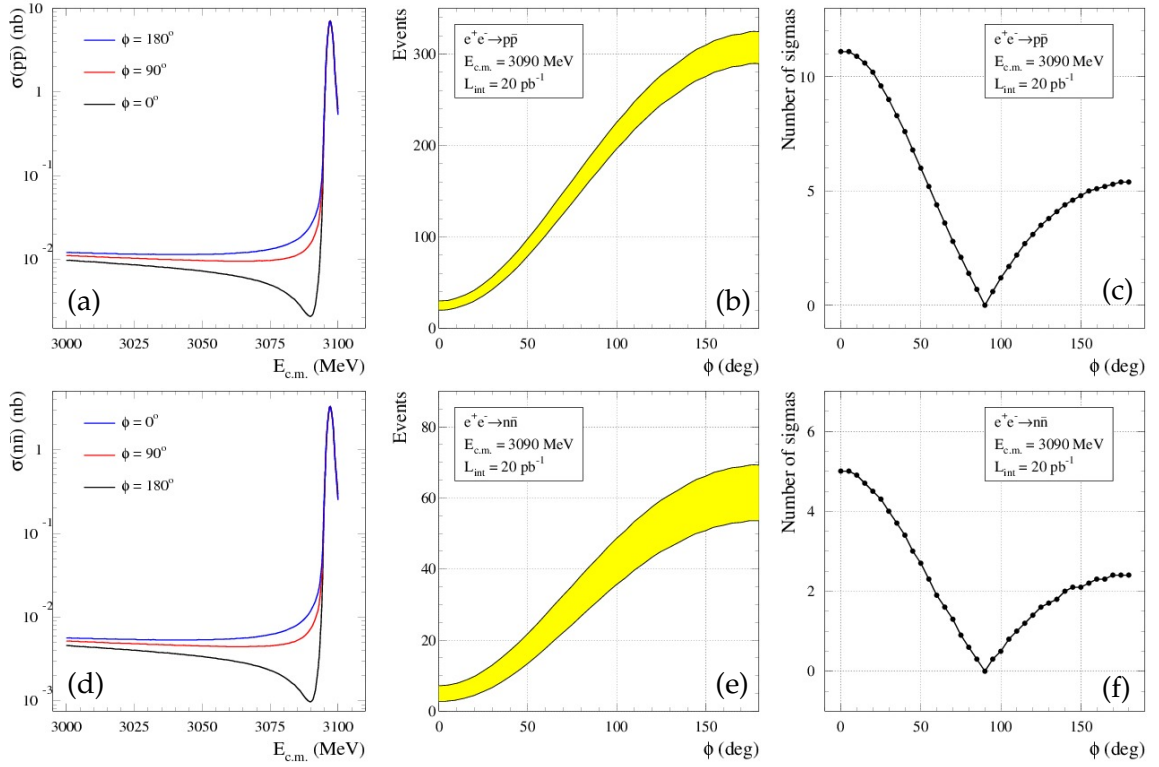 σ(pp̄) (nb)
10
1
10⁻¹
10⁻²
ϕ = 180°
ϕ = 90°
ϕ = 0°
(a)
3000 3025 3050 3075 3100
E_c.m. (MeV)
Events
300
200
100
0
e⁺e⁻→pp̄
E_c.m. = 3090 MeV
L_int = 20 pb⁻¹
(b)
0 50 100 150
ϕ (deg)
Number of sigmas
10
5
0
e⁺e⁻→pp̄
E_c.m. = 3090 MeV
L_int = 20 pb⁻¹
(c)
0 50 100 150
ϕ (deg)
σ(nn̄) (nb)
1
10⁻¹
10⁻²
10⁻³
ϕ = 0°
ϕ = 90°
ϕ = 180°
(d)
3000 3025 3050 3075 3100
E_c.m. (MeV)
Events
80
60
40
20
0
e⁺e⁻→nn̄
E_c.m. = 3090 MeV
L_int = 20 pb⁻¹
(e)
0 50 100 150
ϕ (deg)
Number of sigmas
6
4
2
0
e⁺e⁻→nn̄
E_c.m. = 3090 MeV
L_int = 20 pb⁻¹
(f)
0 50 100 150
ϕ (deg)